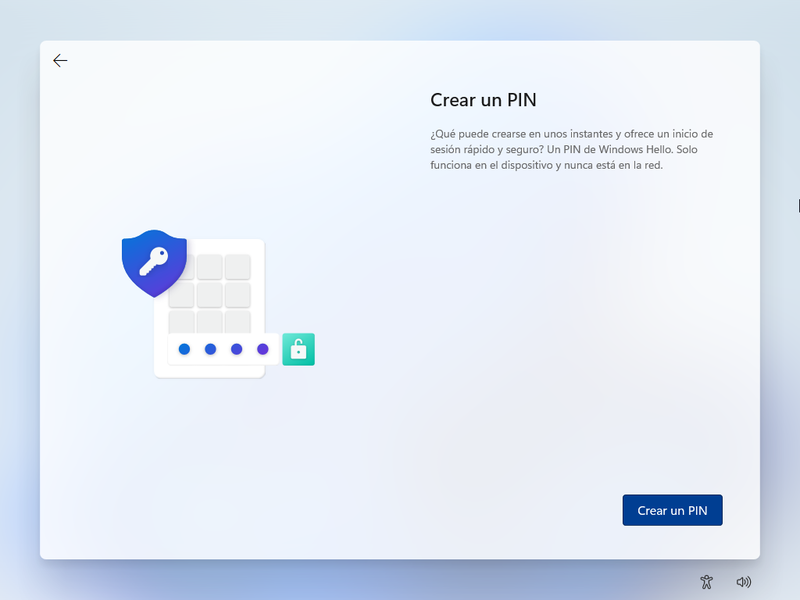 Crear un PIN
¿Qué puede crearse en unos instantes y ofrece un inicio de
sesión rápido y seguro? Un PIN de Windows Hello. Solo
funciona en el dispositivo y nunca está en la red.
Crear un PIN